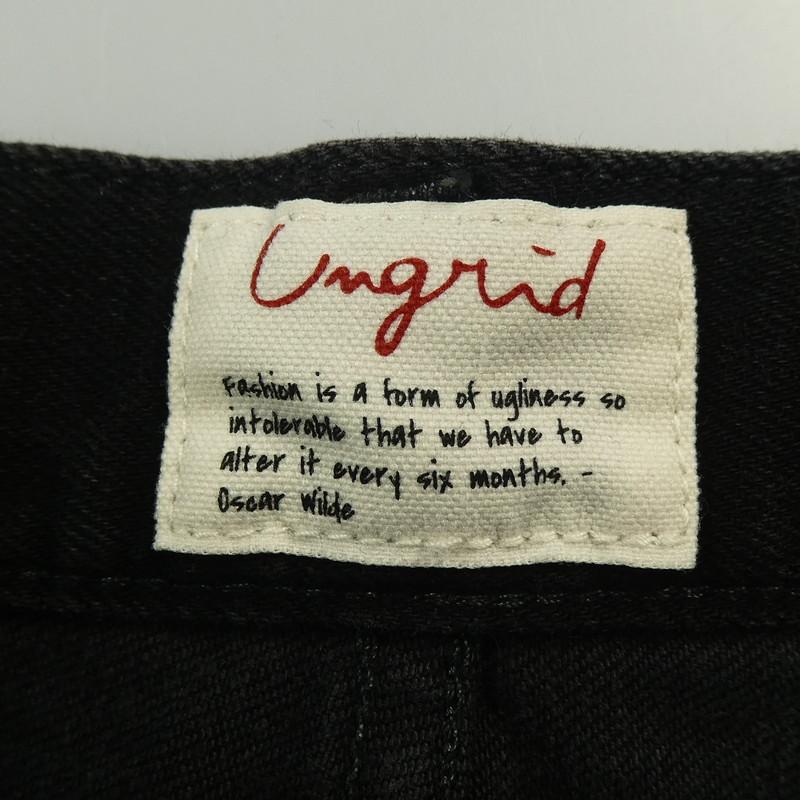 Ungrid
Fashion is a form of ugliness so
intolerable that we have to
alter it every six months. -
Oscar Wilde